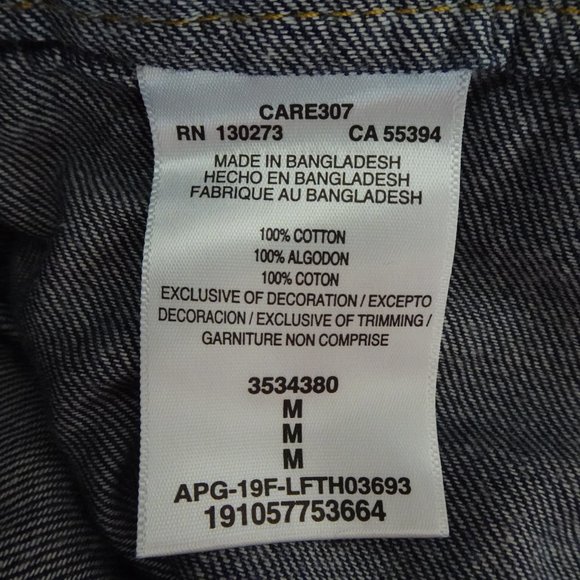 CARE307
RN 130273 CA 55394
MADE IN BANGLADESH
HECHO EN BANGLADESH
FABRIQUE AU BANGLADESH
100% COTTON
100% ALGODON
100% COTON
EXCLUSIVE OF DECORATION / EXCEPTO
DECORACION / EXCLUSIVE OF TRIMMING /
GARNITURE NON COMPRISE
3534380
M
M
M
APG-19F-LFTH03693
191057753664